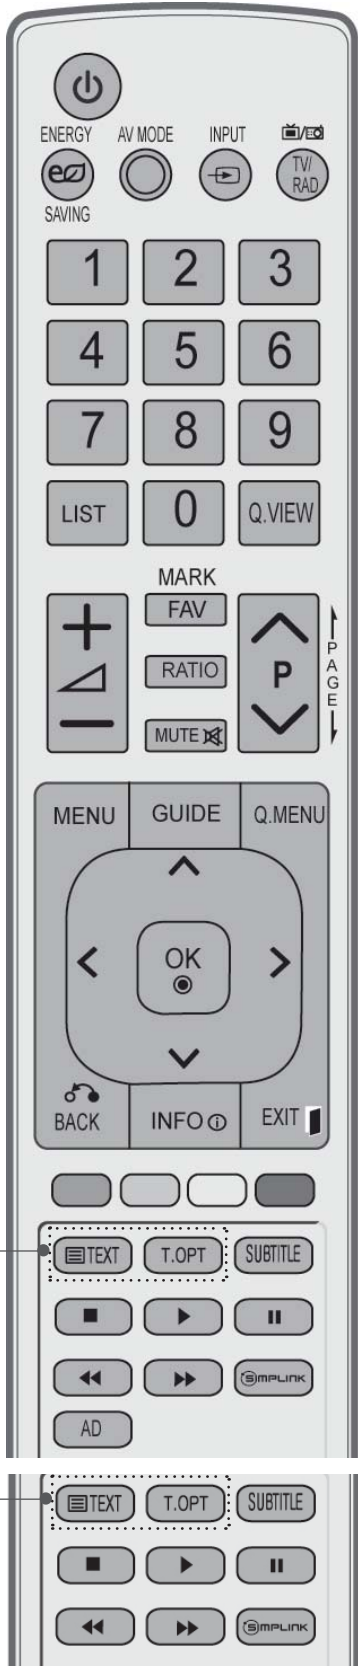 ENERGY AV MODE INPUT
TV/
RAD
SAVING
1 2 3
4 5 6
7 8 9
LIST 0 Q.VIEW
MARK
FAV
RATIO
P
PAGE
MUTE
MENU GUIDE Q.MENU
OK
BACK INFO EXIT
TEXT T.OPT SUBTITLE
SIMPLINK
AD
TEXT T.OPT SUBTITLE
SIMPLINK